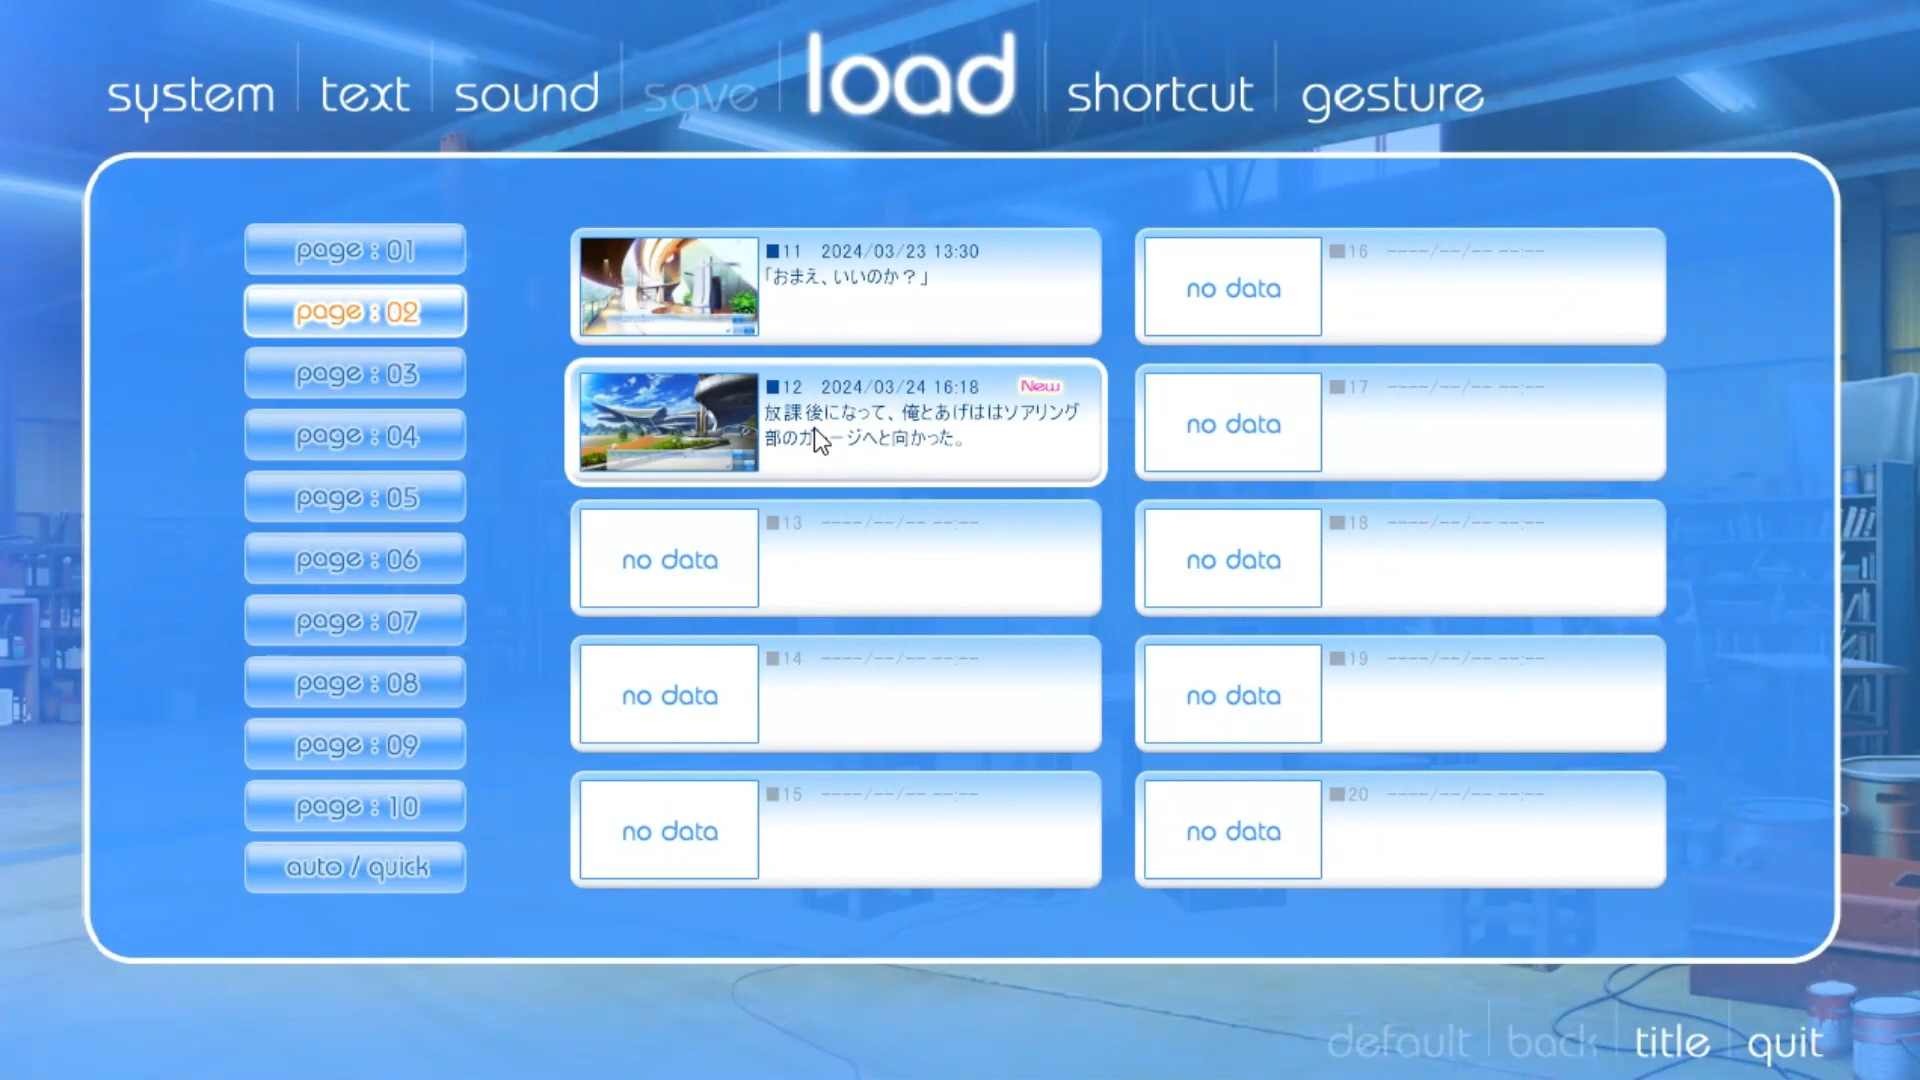 system text sound save load shortcut gesture
page : 01
page : 02
page : 03
page : 04
page : 05
page : 06
page : 07
page : 08
page : 09
page : 10
auto / quick
■11 2024/03/23 13:30
「おまえ、いいのか？」
■12 2024/03/24 16:18 New
放課後になって、俺とあげははソアリング
部のガレージへと向かった。
no data
■13 ----/--/-- --:--
no data
■14 ----/--/-- --:--
no data
■15 ----/--/-- --:--
no data
■16 ----/--/-- --:--
no data
■17 ----/--/-- --:--
no data
■18 ----/--/-- --:--
no data
■19 ----/--/-- --:--
no data
■20 ----/--/-- --:--
default back title quit